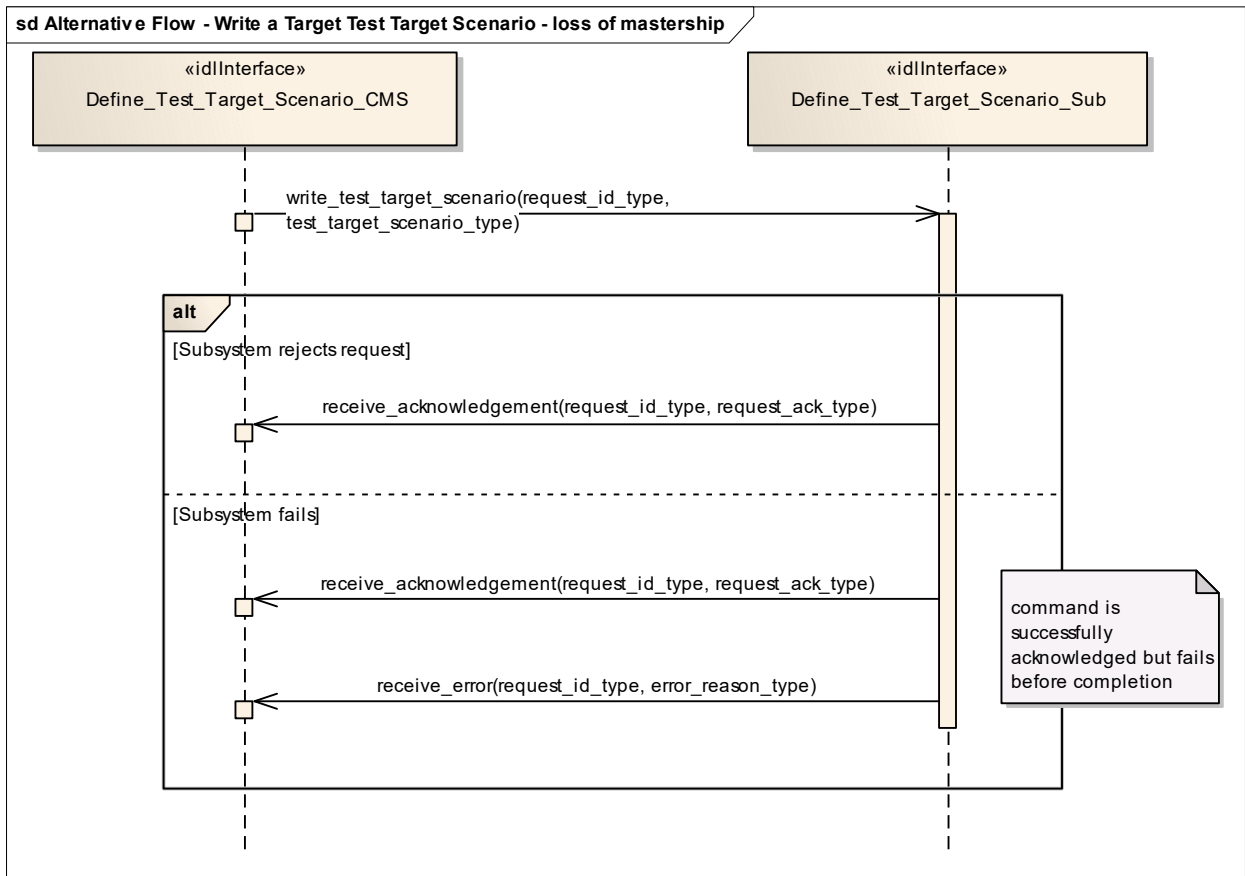 sd Alternative Flow - Write a Target Test Target Scenario - loss of mastership
«idlInterface»
Define_Test_Target_Scenario_CMS
«idlInterface»
Define_Test_Target_Scenario_Sub
write_test_target_scenario(request_id_type,
test_target_scenario_type)
alt
[Subsystem rejects request]
receive_acknowledgement(request_id_type, request_ack_type)
[Subsystem fails]
receive_acknowledgement(request_id_type, request_ack_type)
command is
successfully
acknowledged but fails
before completion
receive_error(request_id_type, error_reason_type)